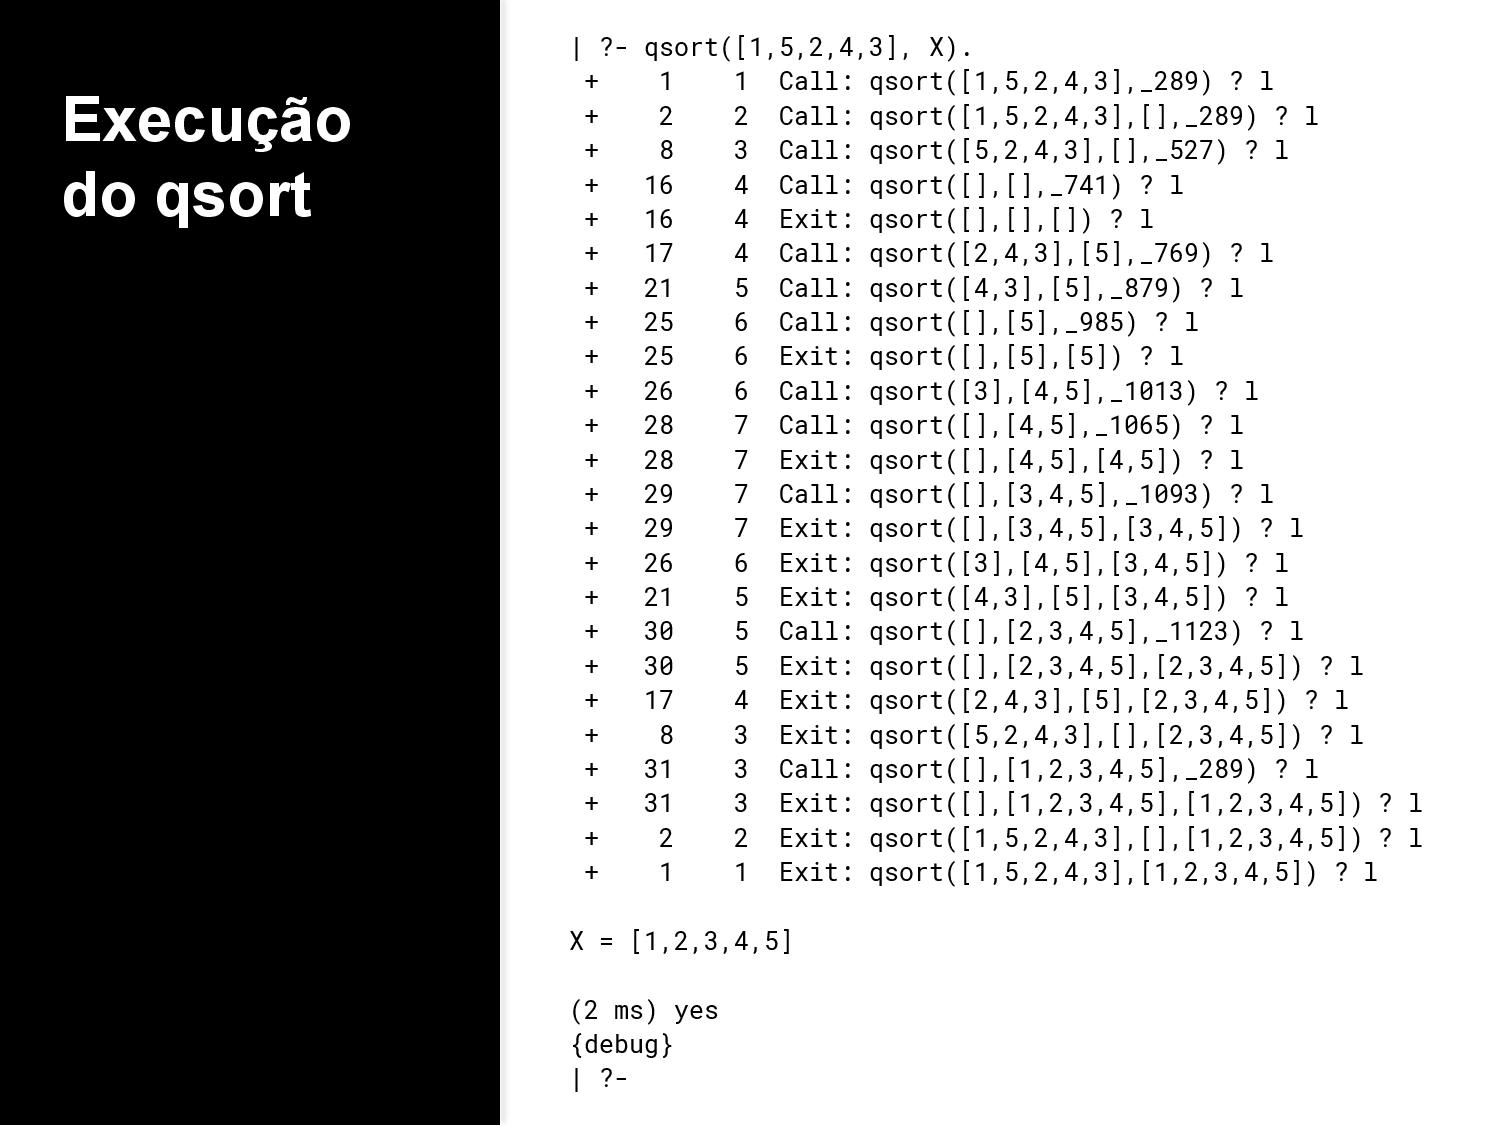 Execução
do qsort
| ?- qsort([1,5,2,4,3], X).
+ 1 1 Call: qsort([1,5,2,4,3],_289) ? l
+ 2 2 Call: qsort([1,5,2,4,3],[],_289) ? l
+ 8 3 Call: qsort([5,2,4,3],[],_527) ? l
+ 16 4 Call: qsort([],[],_741) ? l
+ 16 4 Exit: qsort([],[],[]) ? l
+ 17 4 Call: qsort([2,4,3],[5],_769) ? l
+ 21 5 Call: qsort([4,3],[5],_879) ? l
+ 25 6 Call: qsort([],[5],_985) ? l
+ 25 6 Exit: qsort([],[5],[5]) ? l
+ 26 6 Call: qsort([3],[4,5],_1013) ? l
+ 28 7 Call: qsort([],[4,5],_1065) ? l
+ 28 7 Exit: qsort([],[4,5],[4,5]) ? l
+ 29 7 Call: qsort([],[3,4,5],_1093) ? l
+ 29 7 Exit: qsort([],[3,4,5],[3,4,5]) ? l
+ 26 6 Exit: qsort([3],[4,5],[3,4,5]) ? l
+ 21 5 Exit: qsort([4,3],[5],[3,4,5]) ? l
+ 30 5 Call: qsort([],[2,3,4,5],_1123) ? l
+ 30 5 Exit: qsort([],[2,3,4,5],[2,3,4,5]) ? l
+ 17 4 Exit: qsort([2,4,3],[5],[2,3,4,5]) ? l
+ 8 3 Exit: qsort([5,2,4,3],[],[2,3,4,5]) ? l
+ 31 3 Call: qsort([],[1,2,3,4,5],_289) ? l
+ 31 3 Exit: qsort([],[1,2,3,4,5],[1,2,3,4,5]) ? l
+ 2 2 Exit: qsort([1,5,2,4,3],[],[1,2,3,4,5]) ? l
+ 1 1 Exit: qsort([1,5,2,4,3],[1,2,3,4,5]) ? l
X = [1,2,3,4,5]
(2 ms) yes
{debug}
| ?-